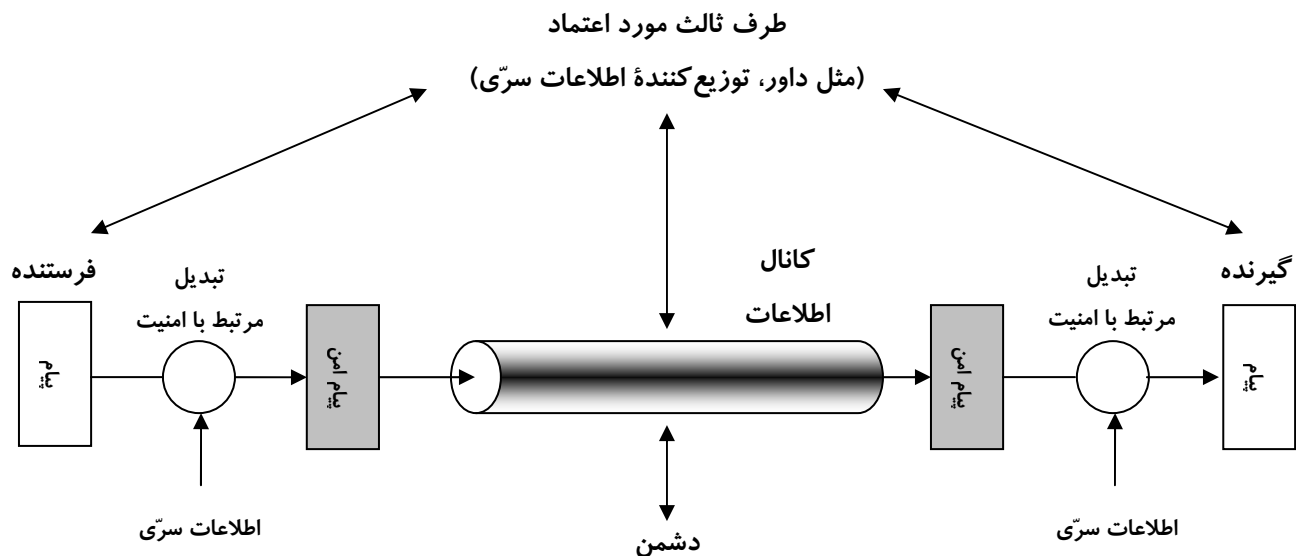 طرف ثالث مورد اعتماد
(مثل داور، توزیع کنندهٔ اطلاعات سرّی)
گیرنده
تبدیل
مرتبط با امنیت
کانال
اطلاعات
تبدیل
مرتبط با امنیت
فرستنده
پیام
پیام امن
پیام امن
پیام
اطلاعات سرّی
دشمن
اطلاعات سرّی